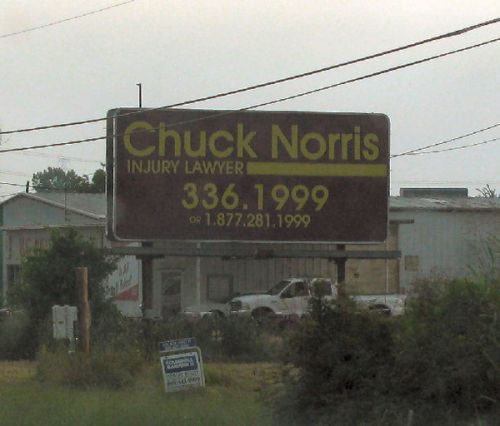 Chuck Norris
INJURY LAWYER
336.1999
OR 1.877.281.1999